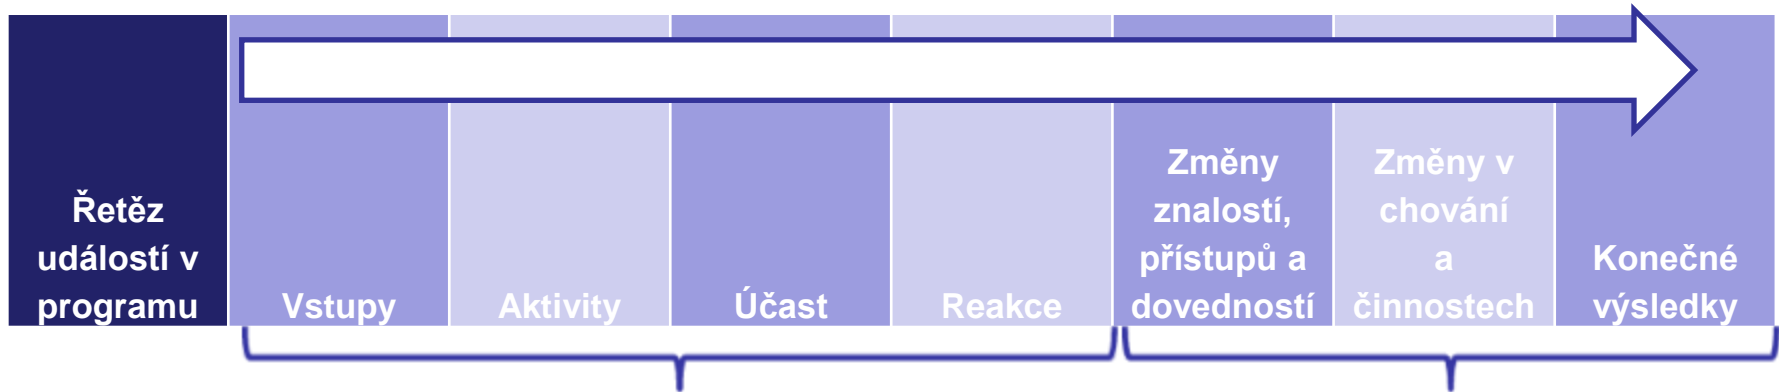 Řetěz
událostí v
programu
Vstupy
Aktivity
Účast
Reakce
Změny
znalostí,
přístupů a
dovedností
Změny v
chování
a
činnostech
Konečné
výsledky